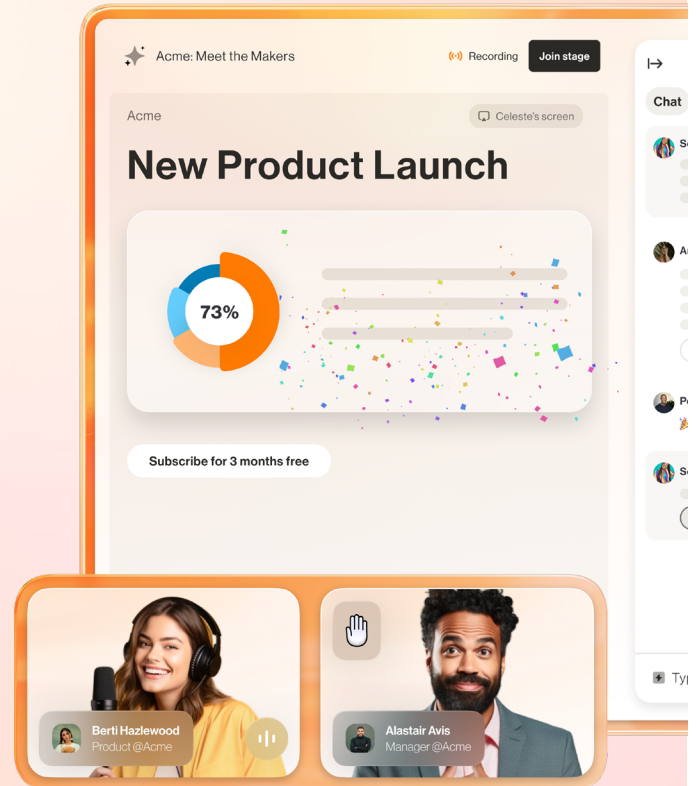 Acme: Meet the Makers
Recording
Join stage
Acme
Celeste's screen
New Product Launch
73%
Subscribe for 3 months free
Chat
Berti Hazlewood
Product @Acme
Alastair Avis
Manager @Acme